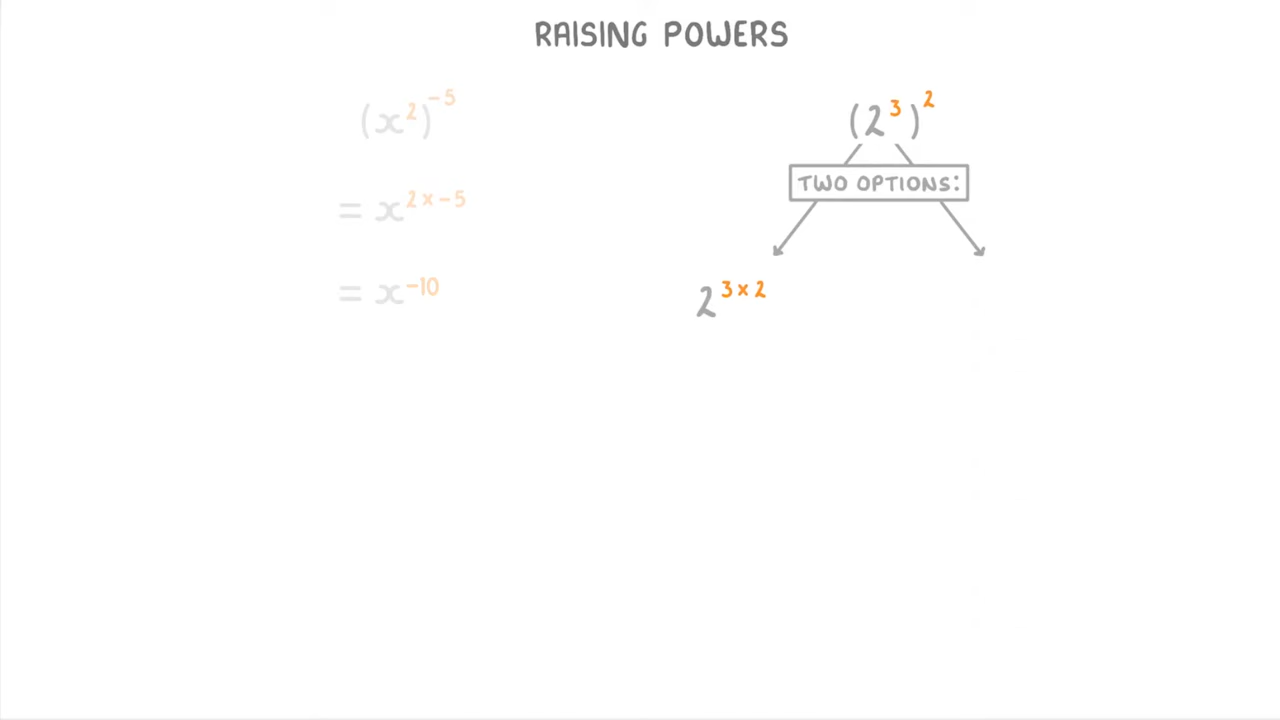 RAISING POWERS
(x²)⁻⁵
= x²ˣ⁻⁵
= x⁻¹⁰
(2³)²
TWO OPTIONS:
2³ˣ²